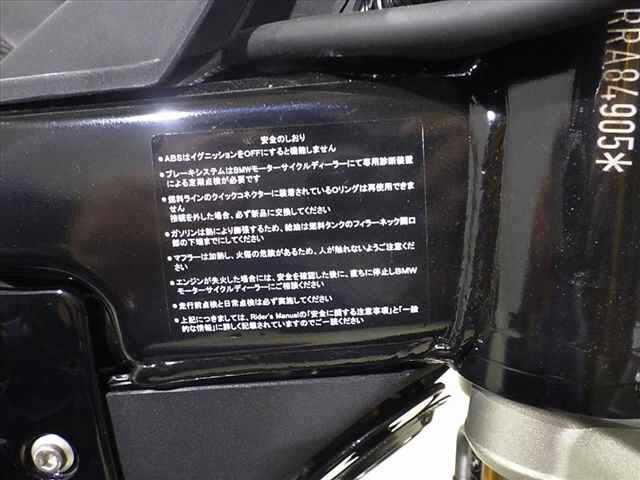 安全のしおり
●ABSはイグニッションをOFFにすると機能しません
●ブレーキシステムはBMWモーターサイクルディーラーにて専用診断装置
による定期点検が必要です
●燃料ラインのクイックコネクターに装着されているOリングは再使用できま
せん
接続を外した場合、必ず新品に交換してください
●ガソリンは熱により膨張するため、給油は燃料タンクのフィラーネック開口
部の下端までにしてください
●マフラーは加熱し、火傷の危険があるため、人が触れないようご注意くだ
さい
●エンジンが失火した場合には、安全を確認した後に、直ちに停止しBMW
モーターサイクルディーラーにご相談ください
●走行前点検と日常点検は必ず実施してください
●上記につきましては、Rider's Manualの「安全に関する注意事項」と「一般
的な情報」に詳しく記載されていますのでご一読ください
RRA84905*